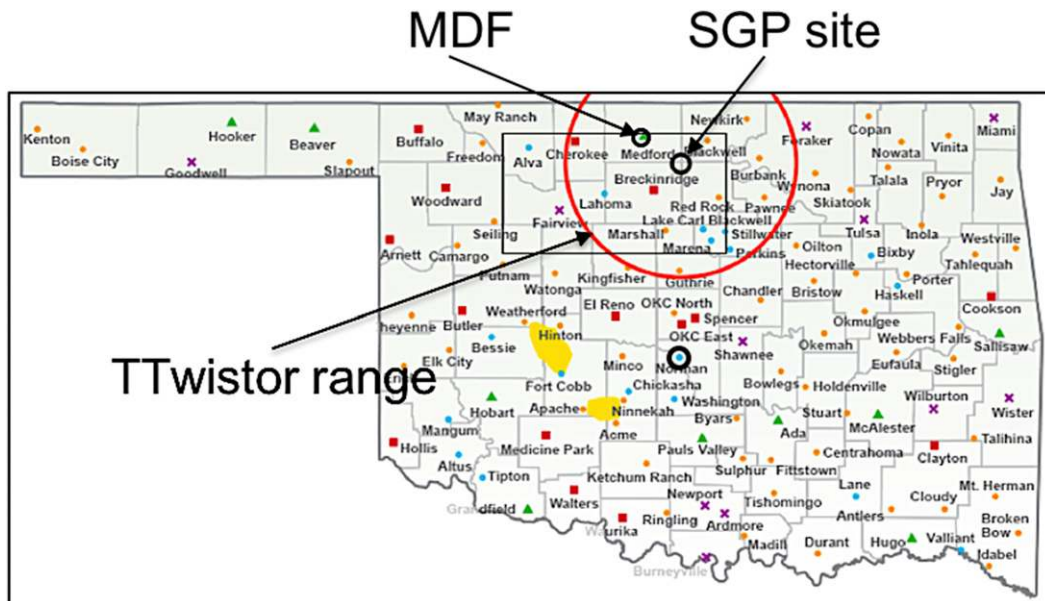 MDF
SGP site
TTwistor range
Kenton
Boise City
Hooker
Goodwell
Beaver
Slapout
May Ranch
Buffalo
Freedom
Alva
Cherokee
Medford
Newkirk
Blackwell
Foraker
Copan
Nowata
Vinita
Miami
Woodward
Fairview
Lahoma
Breckinridge
Burbank
Wynona
Talala
Pryor
Jay
Red Rock
Pawnee
Skiatook
Lake Carl Blackwell
Seiling
Marshall
Marena
Stillwater
Perkins
Oilton
Tulsa
Inola
Westville
Arnett
Camargo
Putnam
Kingfisher
Guthrie
Hectorville
Bixby
Tahlequah
Watonga
Chandler
Bristow
Haskell
Porter
Cookson
El Reno
OKC North
Spencer
Weatherford
heyenne
Butler
Hinton
OKC East
Okmulgee
Webbers Falls
Sallisaw
Bessie
Elk City
Minco
Norman
Shawnee
Okemah
Eufaula
Stigler
Fort Cobb
Chickasha
Washington
Bowlegs
Holdenville
Wilburton
Wister
Hobart
Apache
Ninnekah
Byars
Stuart
McAlester
Mangum
Acme
Ada
Talihina
Hollis
Altus
Medicine Park
Pauls Valley
Centrahoma
Clayton
Tipton
Ketchum Ranch
Sulphur
Fittstown
Lane
Mt. Herman
Grandfield
Walters
Newport
Tishomingo
Cloudy
Waurika
Ringling
Ardmore
Antlers
Broken
Bow
Madill
Durant
Hugo
Valliant
Idabel
Burneyville